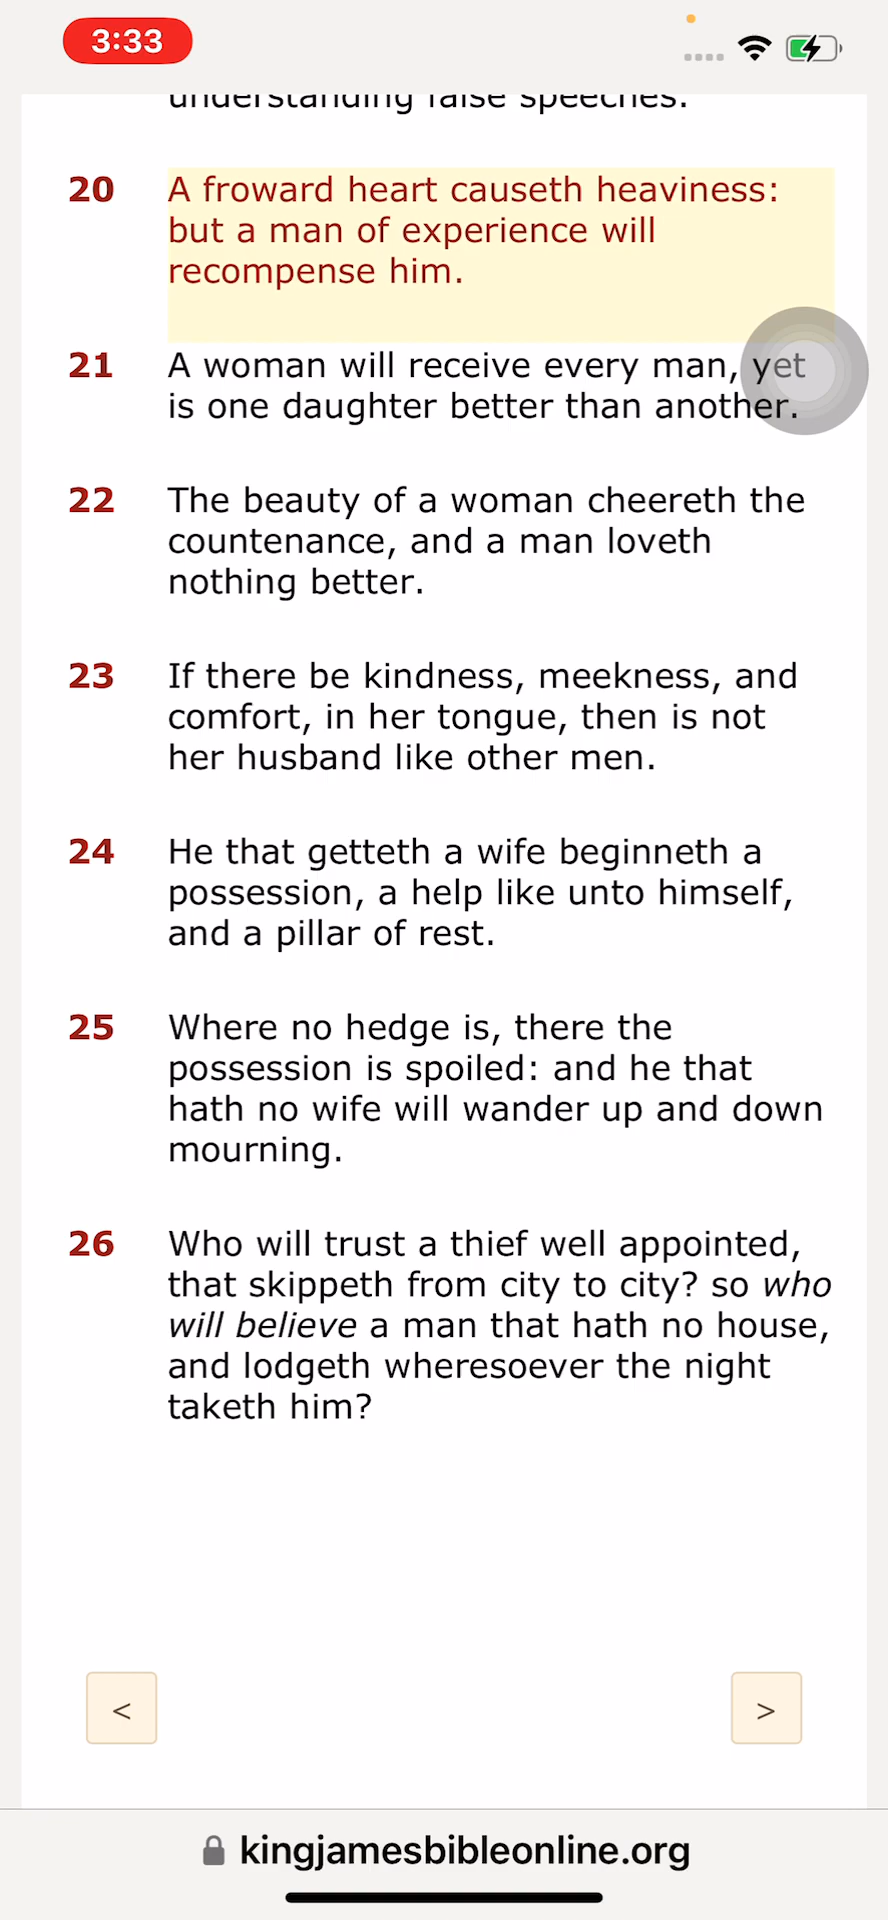 3:33
understanding false speeches.
20 A froward heart causeth heaviness:
but a man of experience will
recompense him.
21 A woman will receive every man, yet
is one daughter better than another.
22 The beauty of a woman cheereth the
countenance, and a man loveth
nothing better.
23 If there be kindness, meekness, and
comfort, in her tongue, then is not
her husband like other men.
24 He that getteth a wife beginneth a
possession, a help like unto himself,
and a pillar of rest.
25 Where no hedge is, there the
possession is spoiled: and he that
hath no wife will wander up and down
mourning.
26 Who will trust a thief well appointed,
that skippeth from city to city? so who
will believe a man that hath no house,
and lodgeth wheresoever the night
taketh him?
< >
kingjamesbibleonline.org